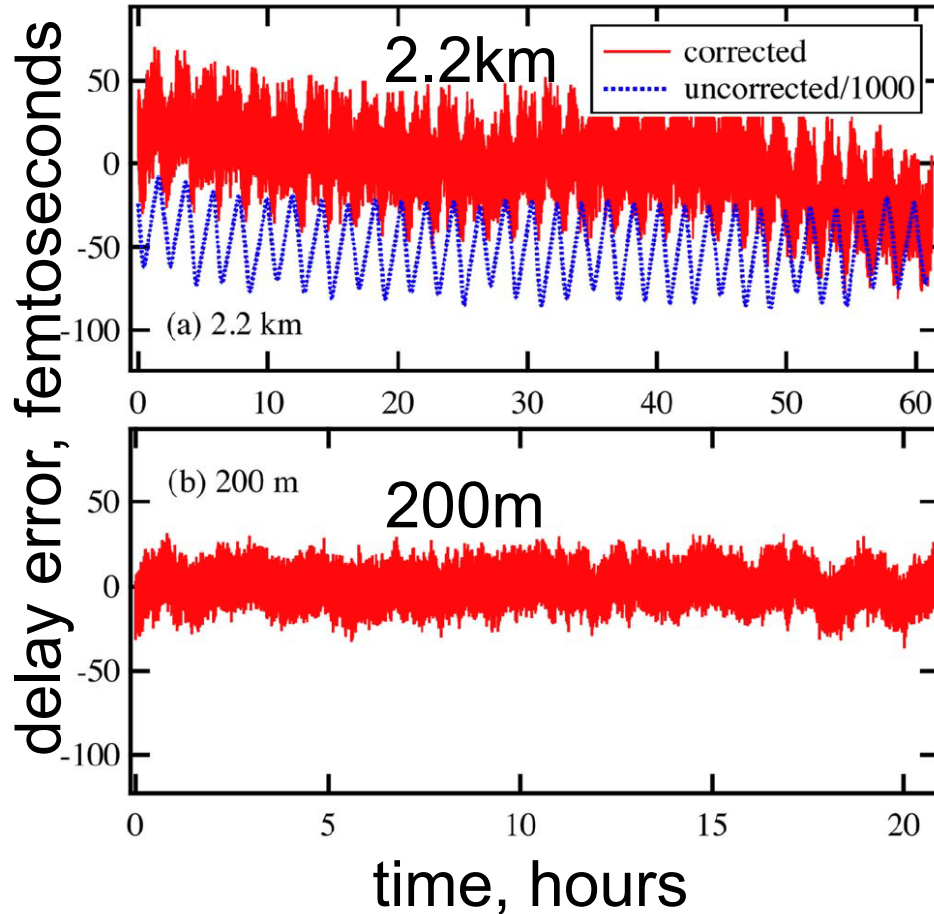 delay error, femtoseconds
2.2km
corrected
uncorrected/1000
50
0
-50
-100
(a) 2.2 km
0 10 20 30 40 50 60
(b) 200 m
200m
50
0
-50
-100
0 5 10 15 20
time, hours